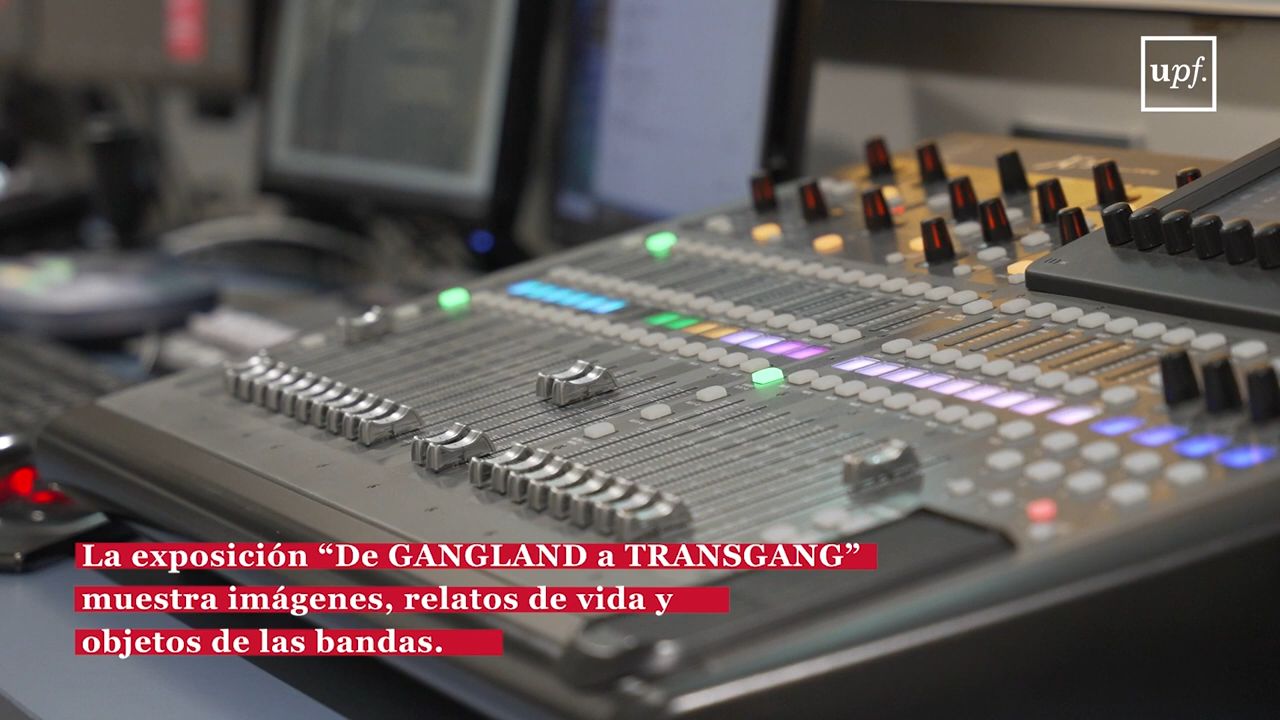 upf.
La exposición “De GANGLAND a TRANSGANG”
muestra imágenes, relatos de vida y
objetos de las bandas.